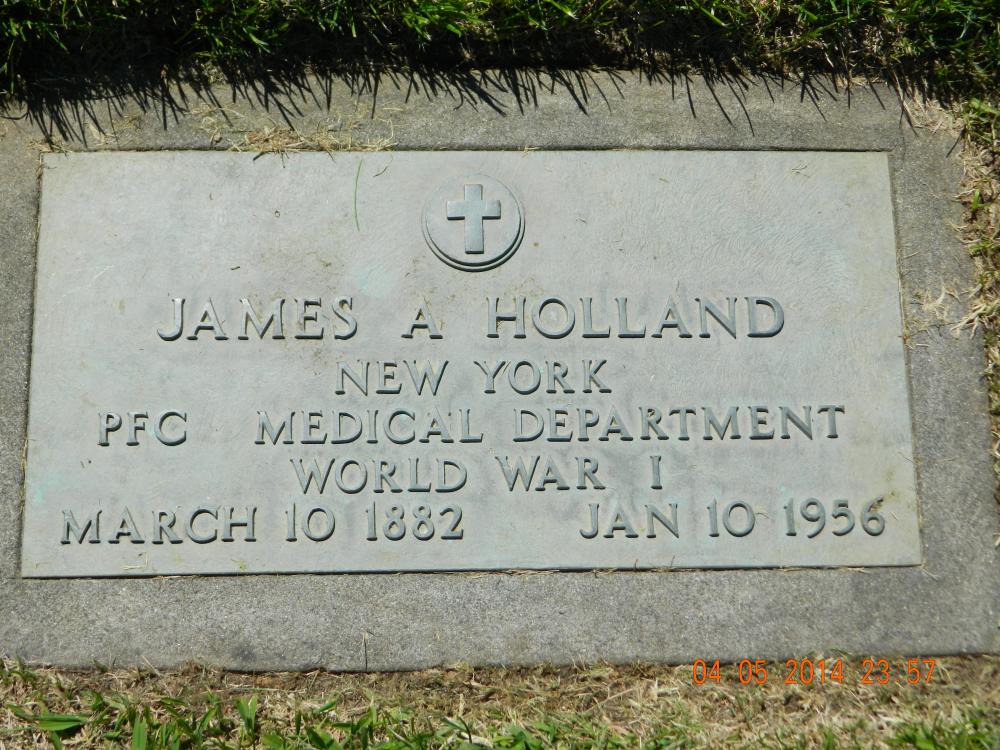 JAMES A HOLLAND
NEW YORK
PFC MEDICAL DEPARTMENT
WORLD WAR I
MARCH 10 1882 JAN 10 1956
04 05 2014 23 57